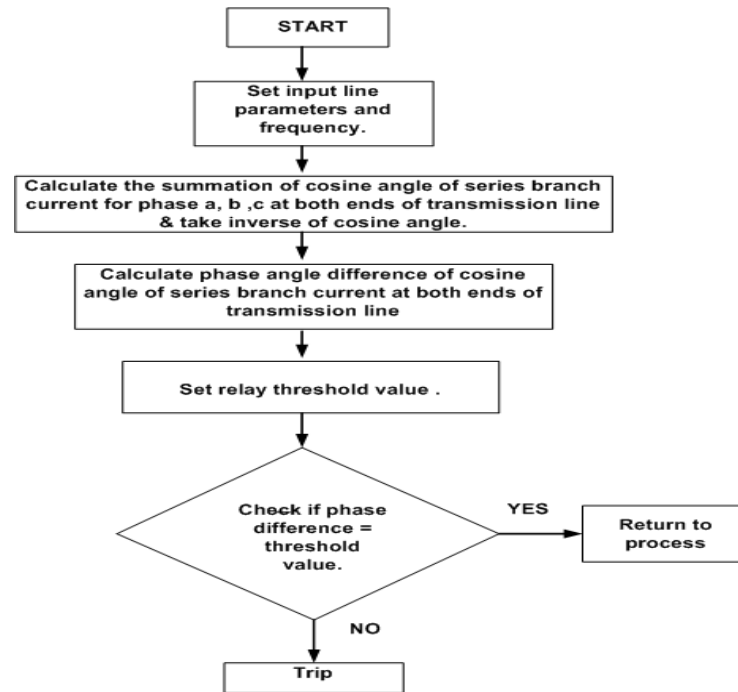 START
Set input line
parameters and
frequency.
Calculate the summation of cosine angle of series branch
current for phase a, b ,c at both ends of transmission line
& take inverse of cosine angle.
Calculate phase angle difference of cosine
angle of series branch current at both ends of
transmission line
Set relay threshold value .
Check if phase
difference =
threshold
value.
YES
Return to
process
NO
Trip